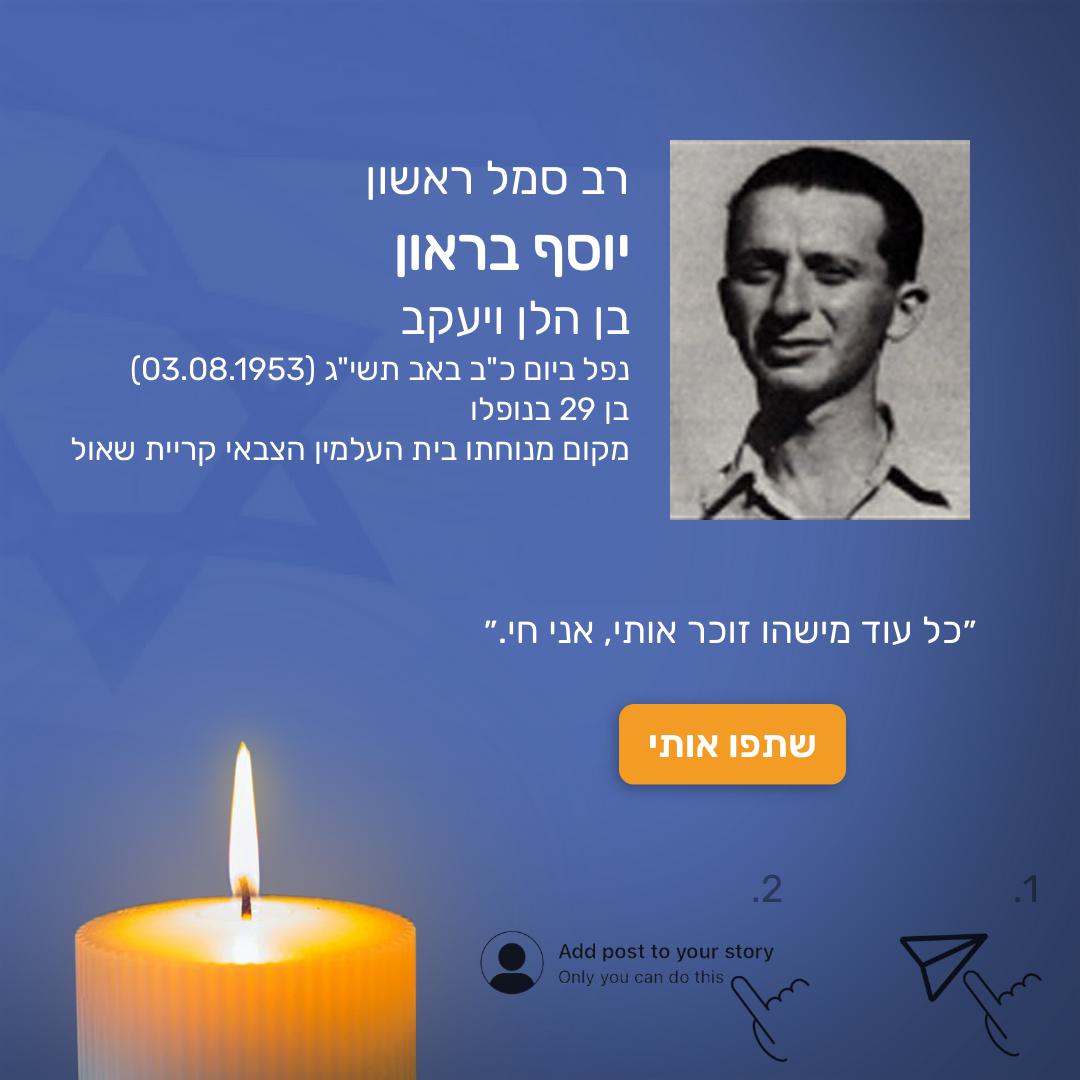 רב סמל ראשון
יוסף בראון
בן הלן ויעקב
נפל ביום כ"ב באב תשי"ג (03.08.1953)
בן 29 בנופלו
מקום מנוחתו בית העלמין הצבאי קריית שאול
״כל עוד מישהו זוכר אותי, אני חי.״
שתפו אותי
.1
.2
Add post to your story
Only you can do this